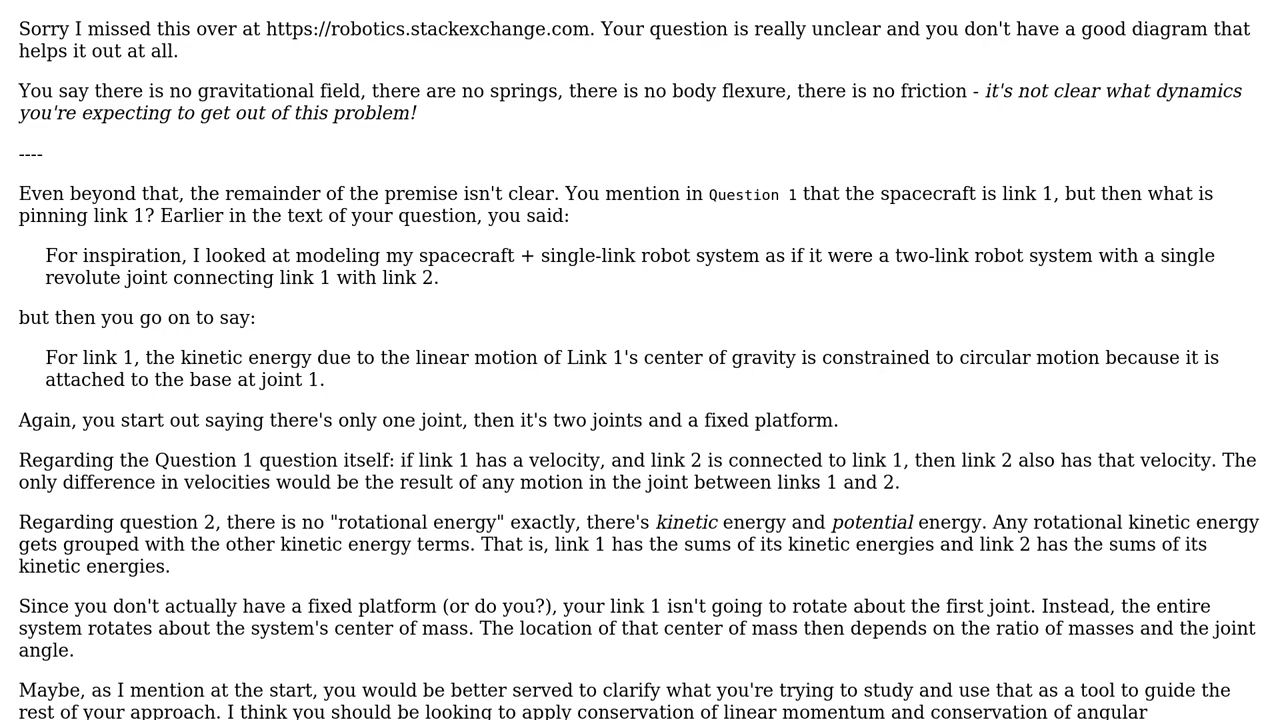 Sorry I missed this over at https://robotics.stackexchange.com. Your question is really unclear and you don't have a good diagram that
helps it out at all.
You say there is no gravitational field, there are no springs, there is no body flexure, there is no friction - it's not clear what dynamics
you're expecting to get out of this problem!
----
Even beyond that, the remainder of the premise isn't clear. You mention in Question 1 that the spacecraft is link 1, but then what is
pinning link 1? Earlier in the text of your question, you said:
For inspiration, I looked at modeling my spacecraft + single-link robot system as if it were a two-link robot system with a single
revolute joint connecting link 1 with link 2.
but then you go on to say:
For link 1, the kinetic energy due to the linear motion of Link 1's center of gravity is constrained to circular motion because it is
attached to the base at joint 1.
Again, you start out saying there's only one joint, then it's two joints and a fixed platform.
Regarding the Question 1 question itself: if link 1 has a velocity, and link 2 is connected to link 1, then link 2 also has that velocity. The
only difference in velocities would be the result of any motion in the joint between links 1 and 2.
Regarding question 2, there is no "rotational energy" exactly, there's kinetic energy and potential energy. Any rotational kinetic energy
gets grouped with the other kinetic energy terms. That is, link 1 has the sums of its kinetic energies and link 2 has the sums of its
kinetic energies.
Since you don't actually have a fixed platform (or do you?), your link 1 isn't going to rotate about the first joint. Instead, the entire
system rotates about the system's center of mass. The location of that center of mass then depends on the ratio of masses and the joint
angle.
Maybe, as I mention at the start, you would be better served to clarify what you're trying to study and use that as a tool to guide the
rest of your approach. I think you should be looking to apply conservation of linear momentum and conservation of angular